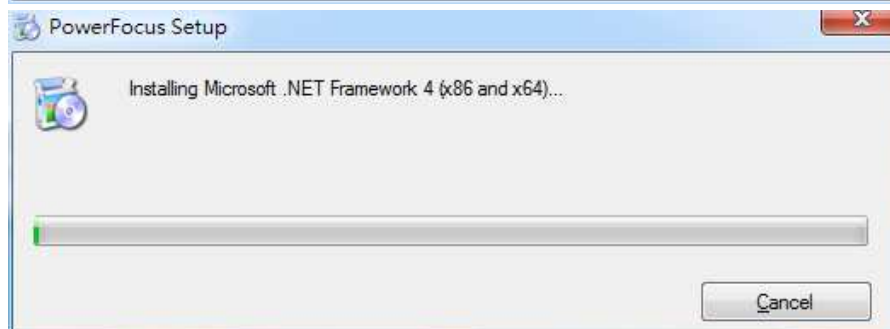 PowerFocus Setup
Installing Microsoft .NET Framework 4 (x86 and x64)...
Cancel